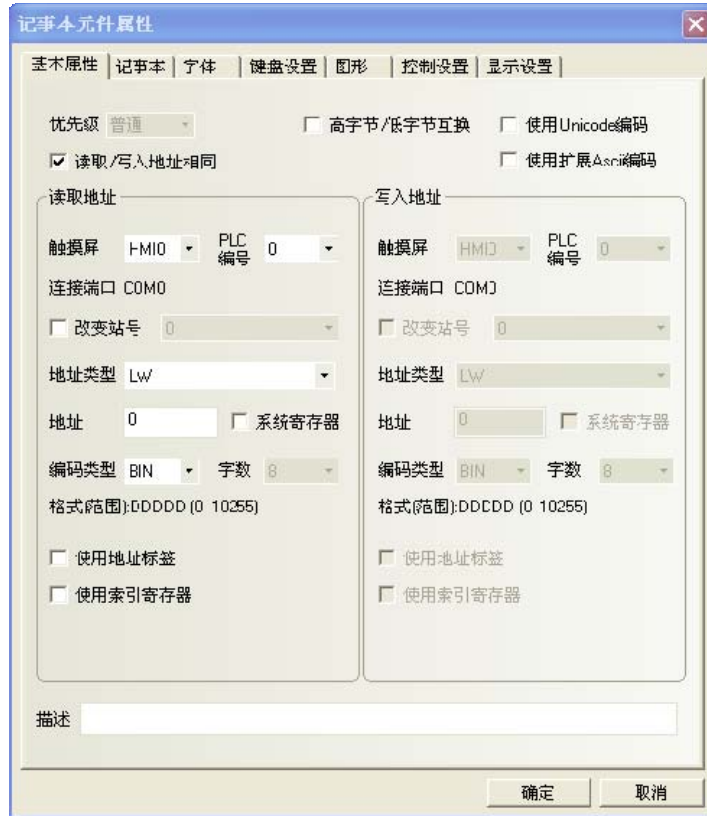 记事本元件属性
基本属性 记事本 字体 键盘设置 图形 控制设置 显示设置
优先级 普通 高字节/低字节互换 使用Unicode编码
读取/写入地址相同 使用扩展Ascii编码
读取地址
触摸屏 HMI0 PLC编号 0
连接端口 COM0
改变站号 0
地址类型 LW
地址 0 系统寄存器
编码类型 BIN 字数 8
格式(范围):DDDDD (0 10255)
使用地址标签
使用索引寄存器
写入地址
触摸屏 HMI0 PLC编号 0
连接端口 COM0
改变站号 0
地址类型 LW
地址 0 系统寄存器
编码类型 BIN 字数 8
格式(范围):DDDDD (0 10255)
使用地址标签
使用索引寄存器
描述
确定 取消